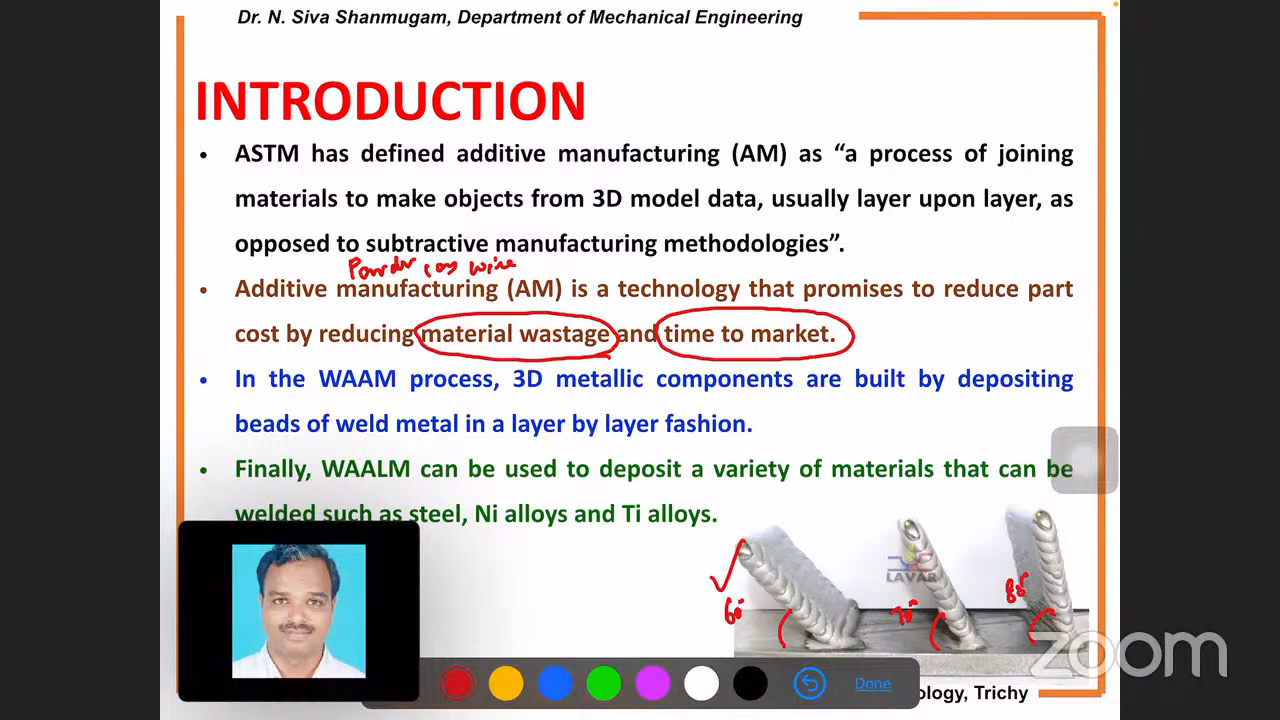 Dr. N. Siva Shanmugam, Department of Mechanical Engineering
INTRODUCTION
• ASTM has defined additive manufacturing (AM) as “a process of joining
materials to make objects from 3D model data, usually layer upon layer, as
opposed to subtractive manufacturing methodologies”.
Powder wire
• Additive manufacturing (AM) is a technology that promises to reduce part
cost by reducing material wastage and time to market.
• In the WAAM process, 3D metallic components are built by depositing
beads of weld metal in a layer by layer fashion.
• Finally, WAALM can be used to deposit a variety of materials that can be
welded such as steel, Ni alloys and Ti alloys.
LAVAR
60°
70°
zoom
Done
ology, Trichy